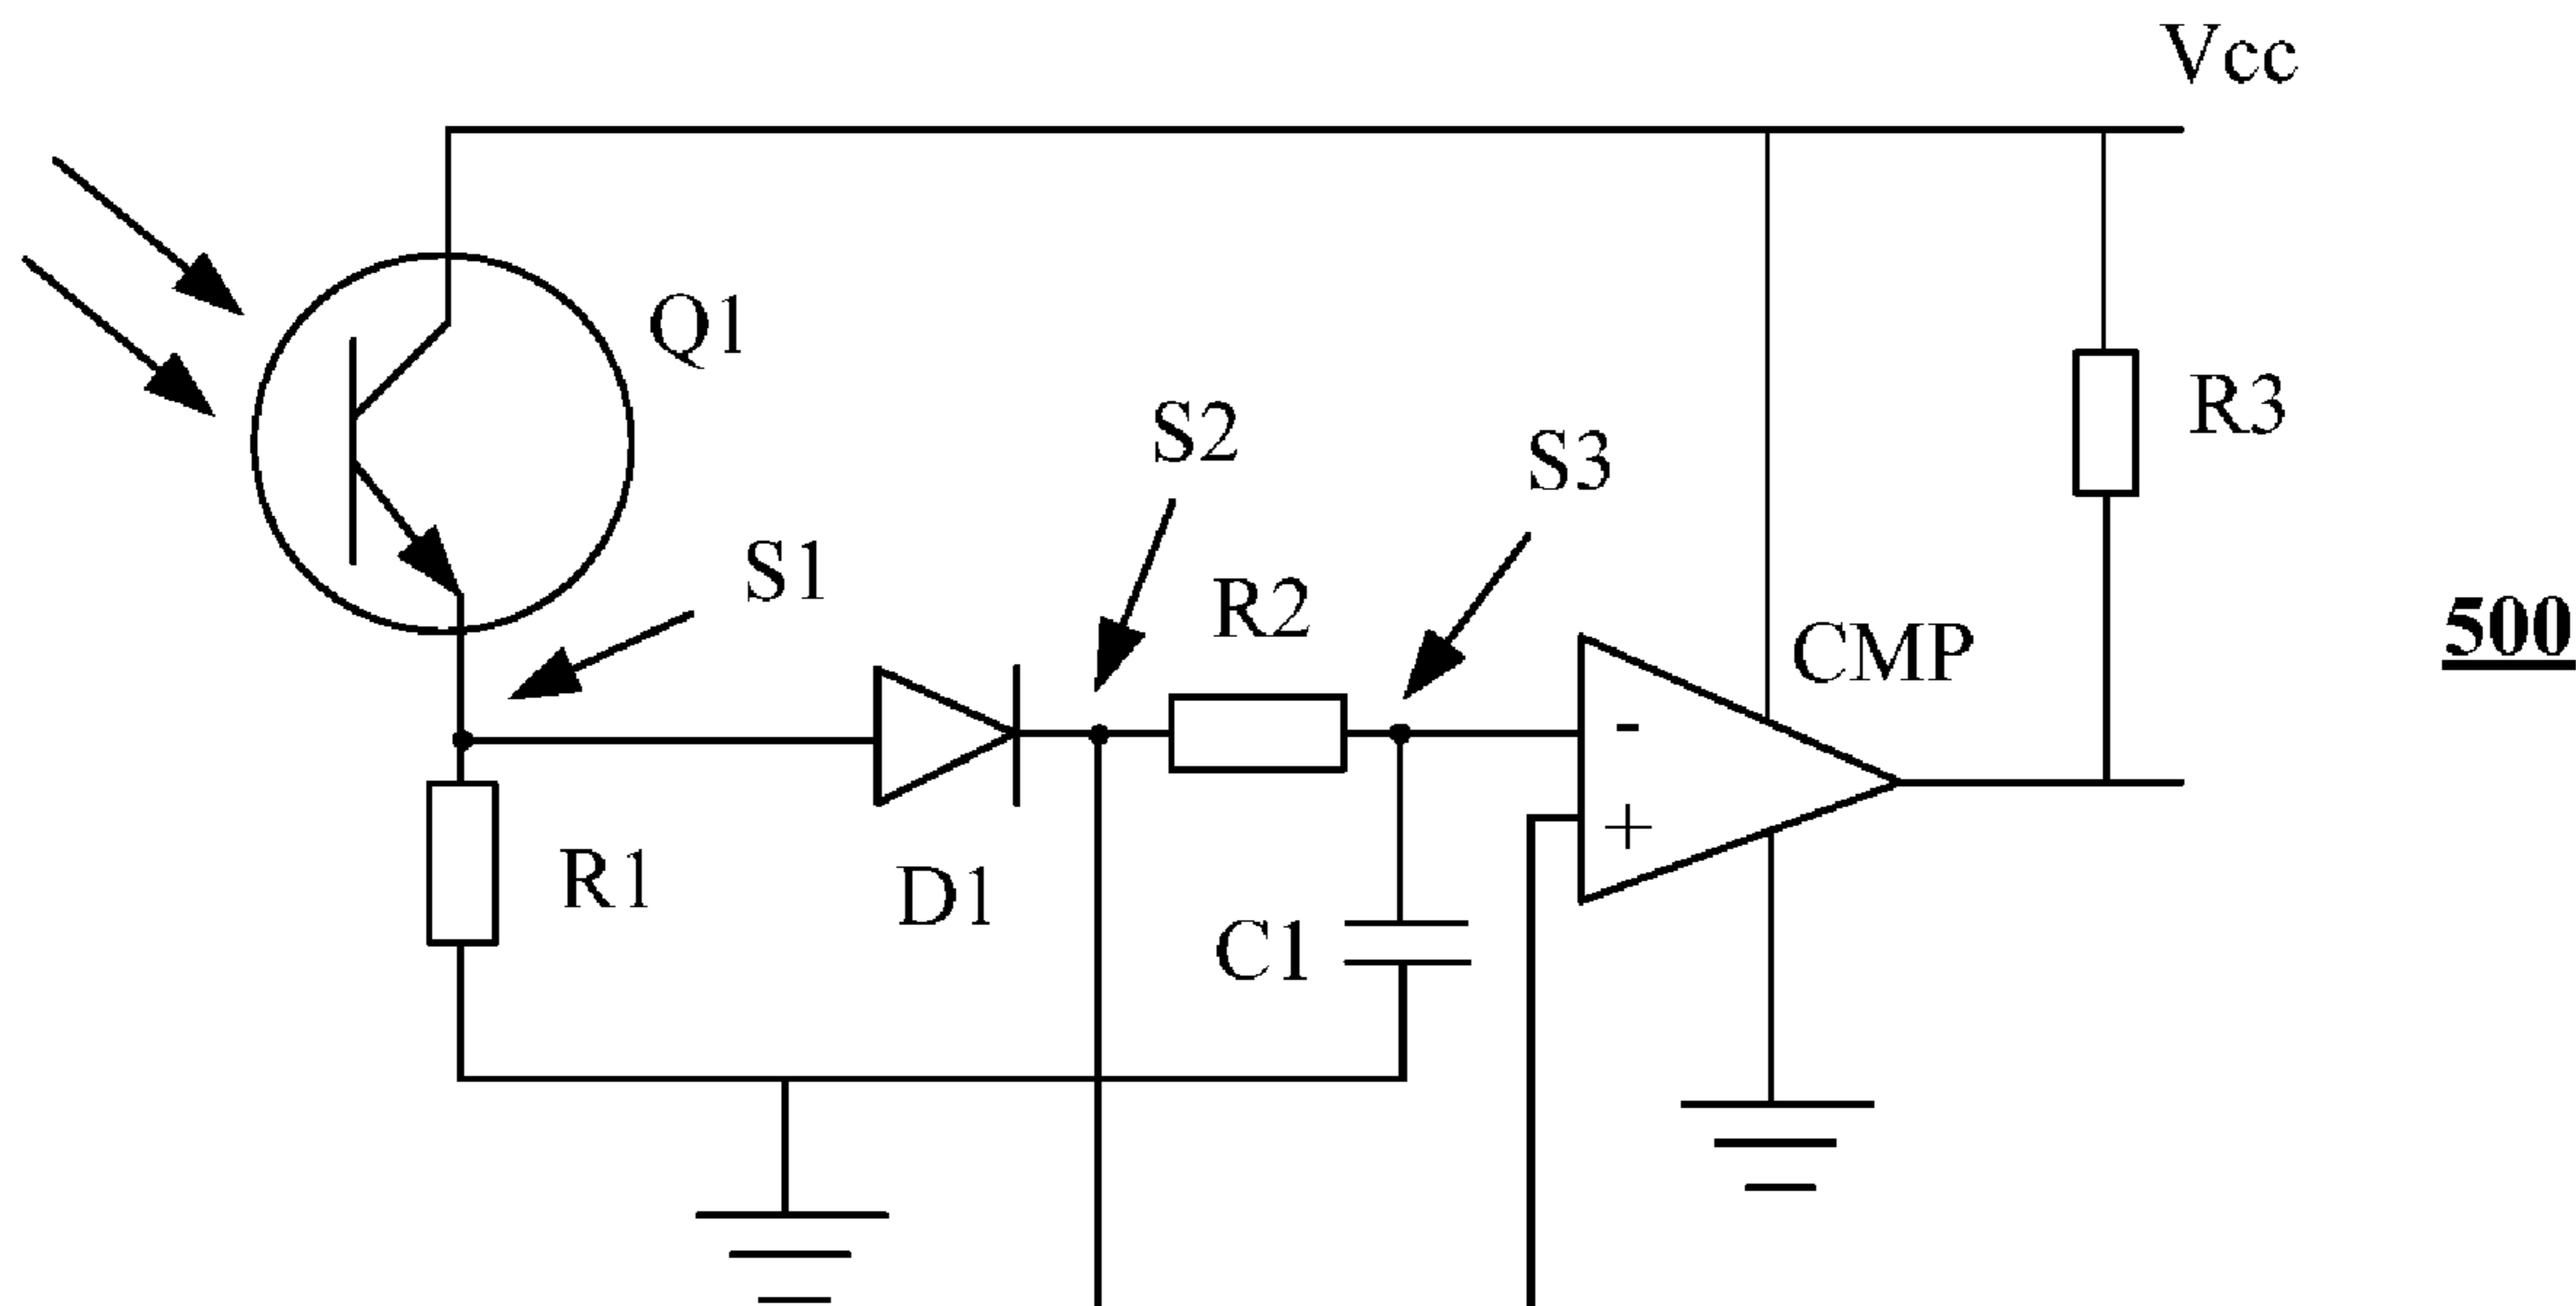 Vcc
Q1
R3
S2
S3
S1
R2
CMP
500
-
+
R1
D1
C1